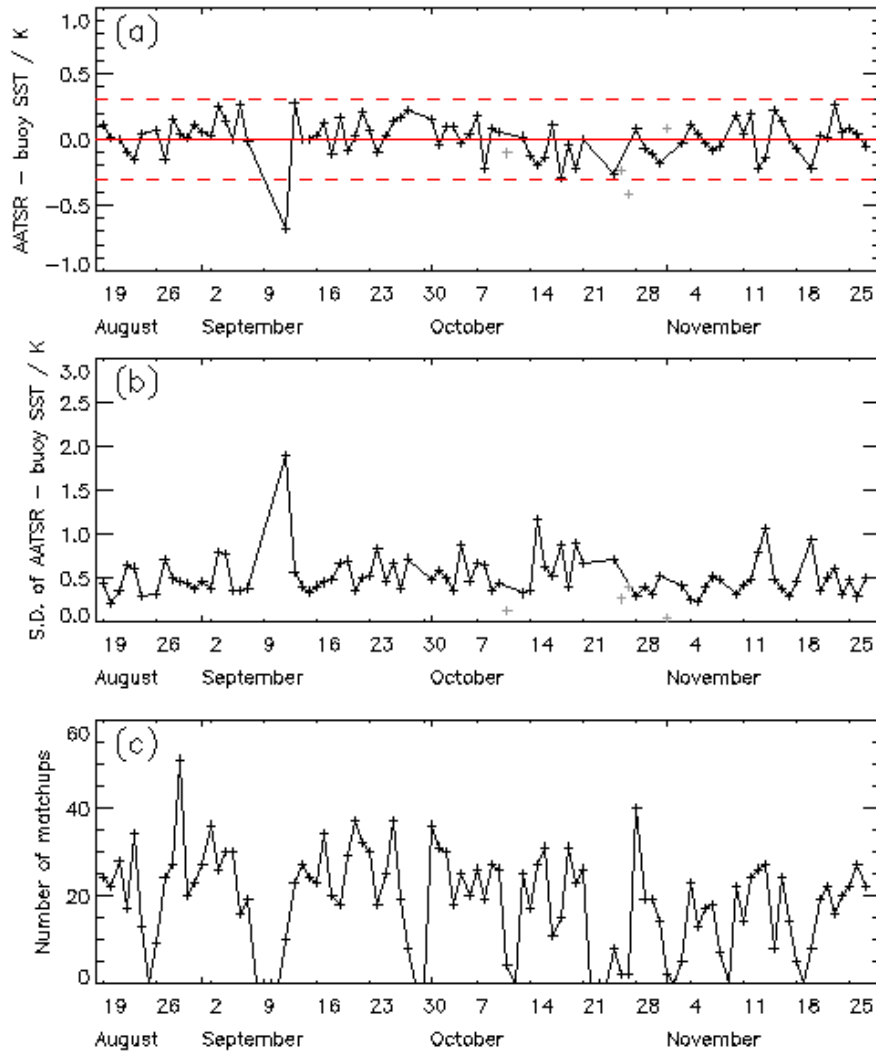 (a)
AATSR – buoy SST / K
1.0
0.5
0.0
−0.5
−1.0
19 26 2 9 16 23 30 7 14 21 28 4 11 18 25
August September October November
(b)
S.D. of AATSR – buoy SST / K
3.0
2.5
2.0
1.5
1.0
0.5
0.0
19 26 2 9 16 23 30 7 14 21 28 4 11 18 25
August September October November
(c)
Number of matchups
60
40
20
0
19 26 2 9 16 23 30 7 14 21 28 4 11 18 25
August September October November